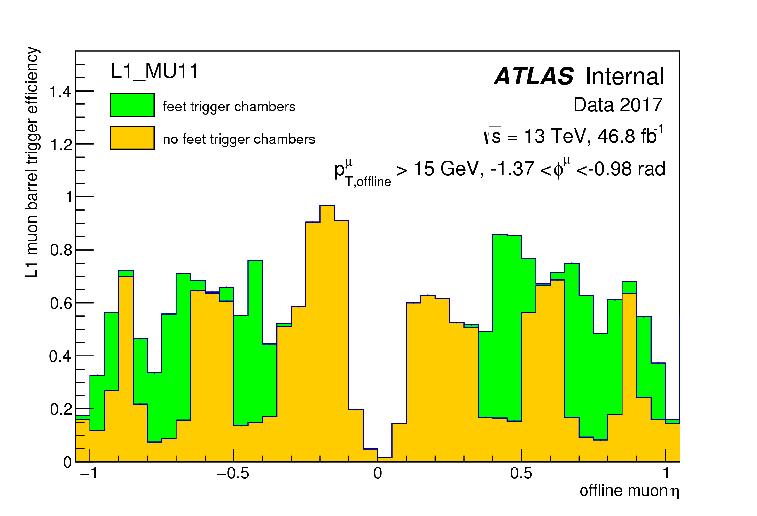 L1_MU11
feet trigger chambers
no feet trigger chambers
ATLAS Internal
Data 2017
√s = 13 TeV, 46.8 fb⁻¹
p^μ_T,offline > 15 GeV, -1.37 <ϕ^μ <-0.98 rad
L1 muon barrel trigger efficiency
1.4
1.2
1
0.8
0.6
0.4
0.2
0
−1 −0.5 0 0.5 1
offline muon η